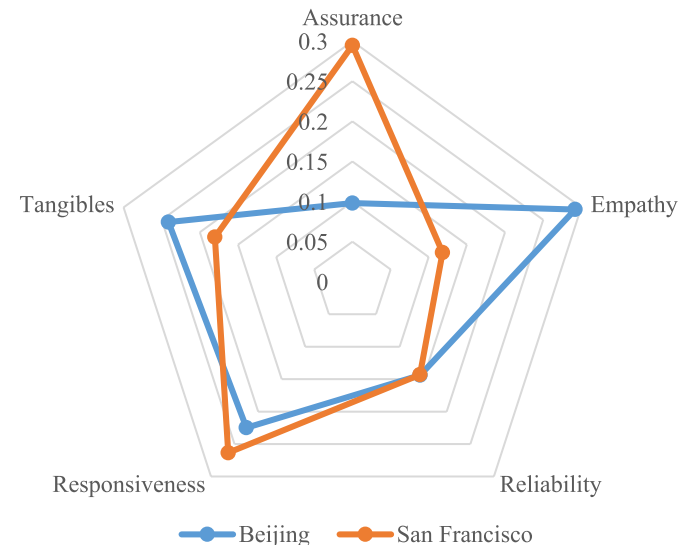 Assurance
0.3
0.25
0.2
0.15
Tangibles
0.1
Empathy
0.05
0
Responsiveness
Reliability
Beijing
San Francisco